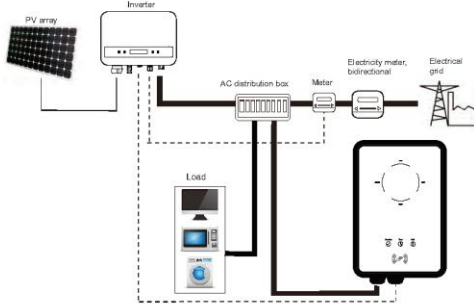 Inverter
PV array
Electricity meter,
bidirectional
Electrical
grid
AC distribution box
Meter
Load